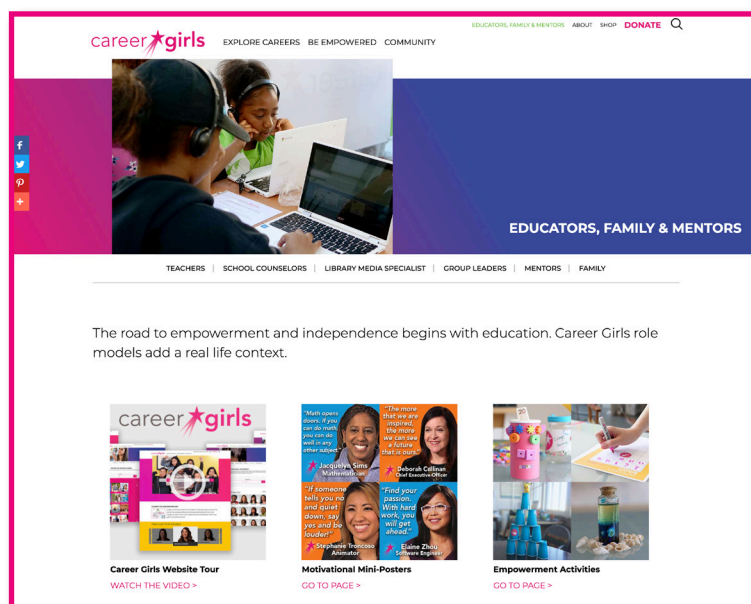 EDUCATORS, FAMILY & MENTORS ABOUT SHOP DONATE
career girls EXPLORE CAREERS BE EMPOWERED COMMUNITY
EDUCATORS, FAMILY & MENTORS
TEACHERS | SCHOOL COUNSELORS | LIBRARY MEDIA SPECIALIST | GROUP LEADERS | MENTORS | FAMILY
The road to empowerment and independence begins with education. Career Girls role
models add a real life context.
career girls
"Math opens
doors, if you
can do math,
you can do
well in any
other subject."
Jacquelyn Sims
Mathematician
"The more
that we are
inspired,
the more
we can see
a future
that is ours."
Deborah Cellinan
Chief Executive Officer
"If someone
tells you no
and quiet
down, say
yes and be
louder!"
Stephanie Troncoso
Animator
"Find your
passion.
With hard
work, you
will get
ahead."
Elaine Zhou
Software Engineer
Career Girls Website Tour
WATCH THE VIDEO >
Motivational Mini-Posters
GO TO PAGE >
Empowerment Activities
GO TO PAGE >